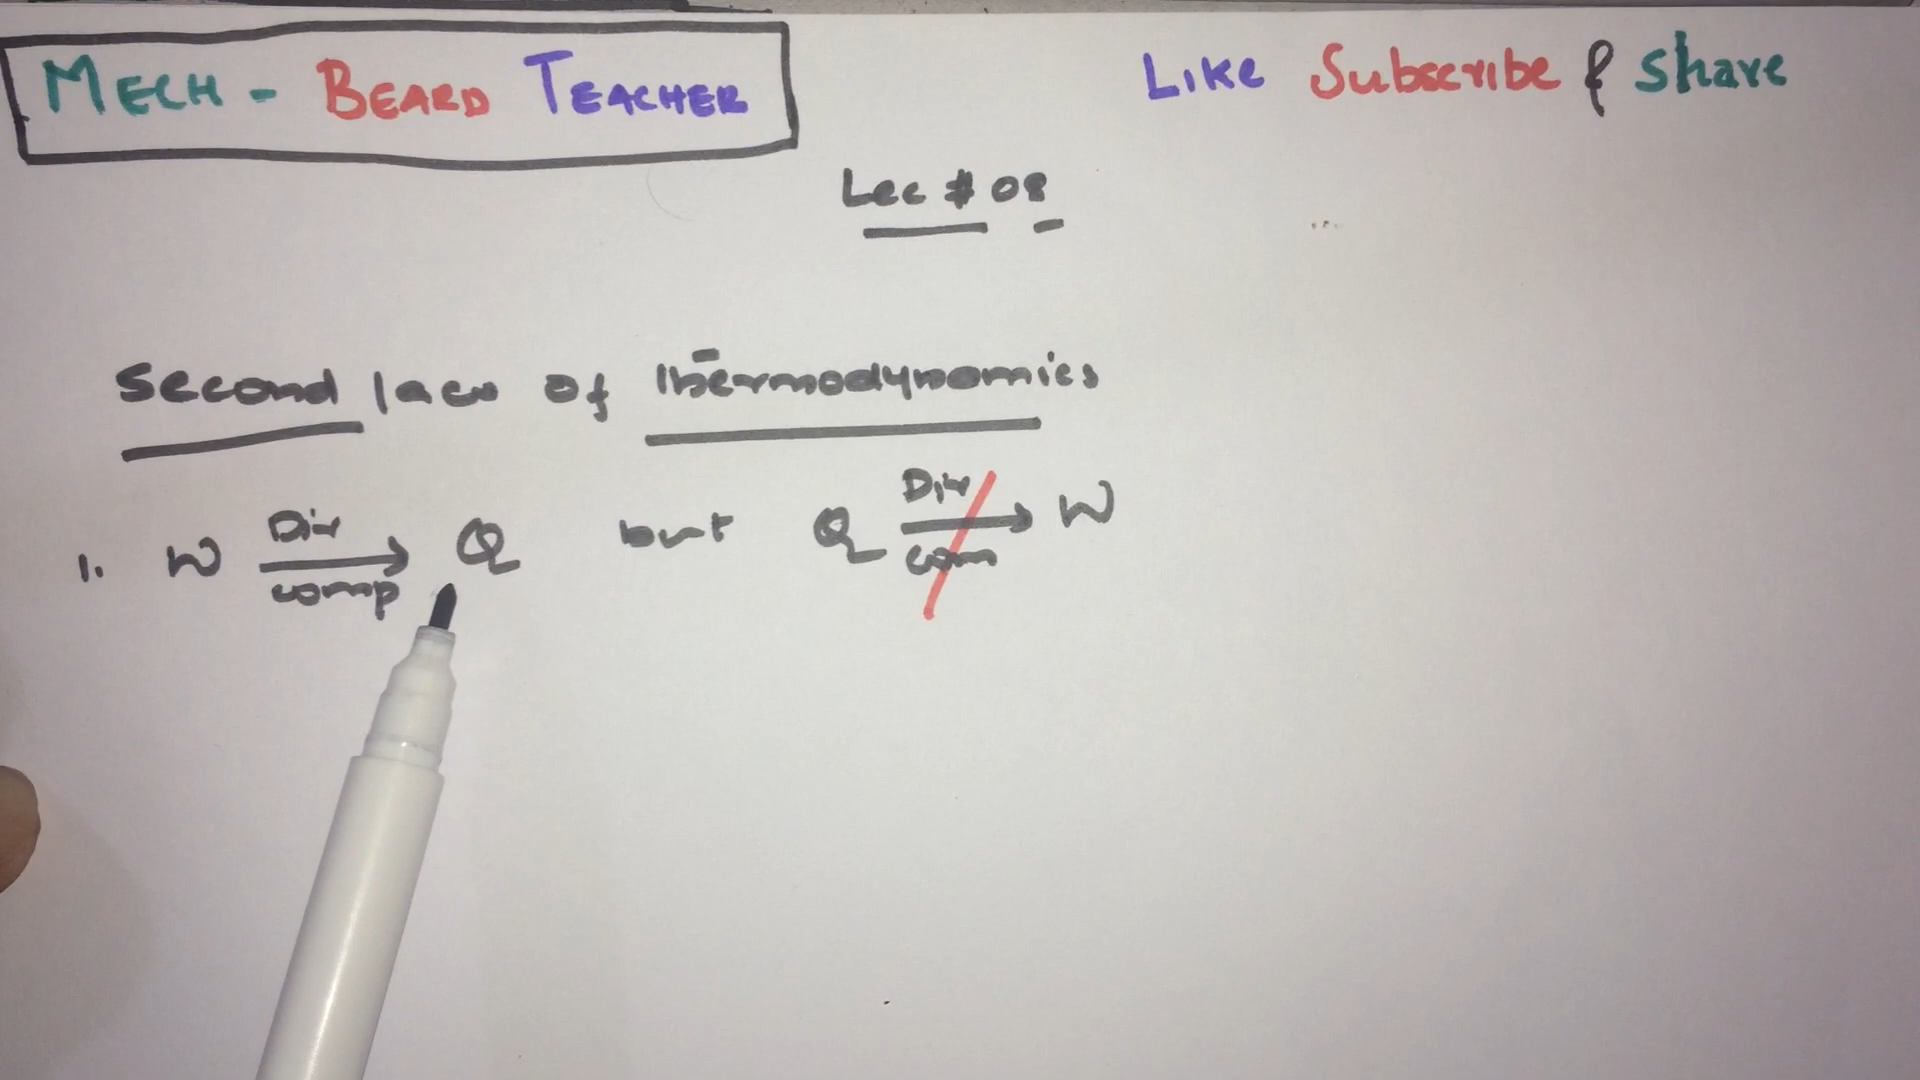 MECH - BEARD TEACHER
LIKE Subscribe & Share
Lec # 08
Second law of Thermodynamics
1. W Dir comp → Q but Q Dir com → W